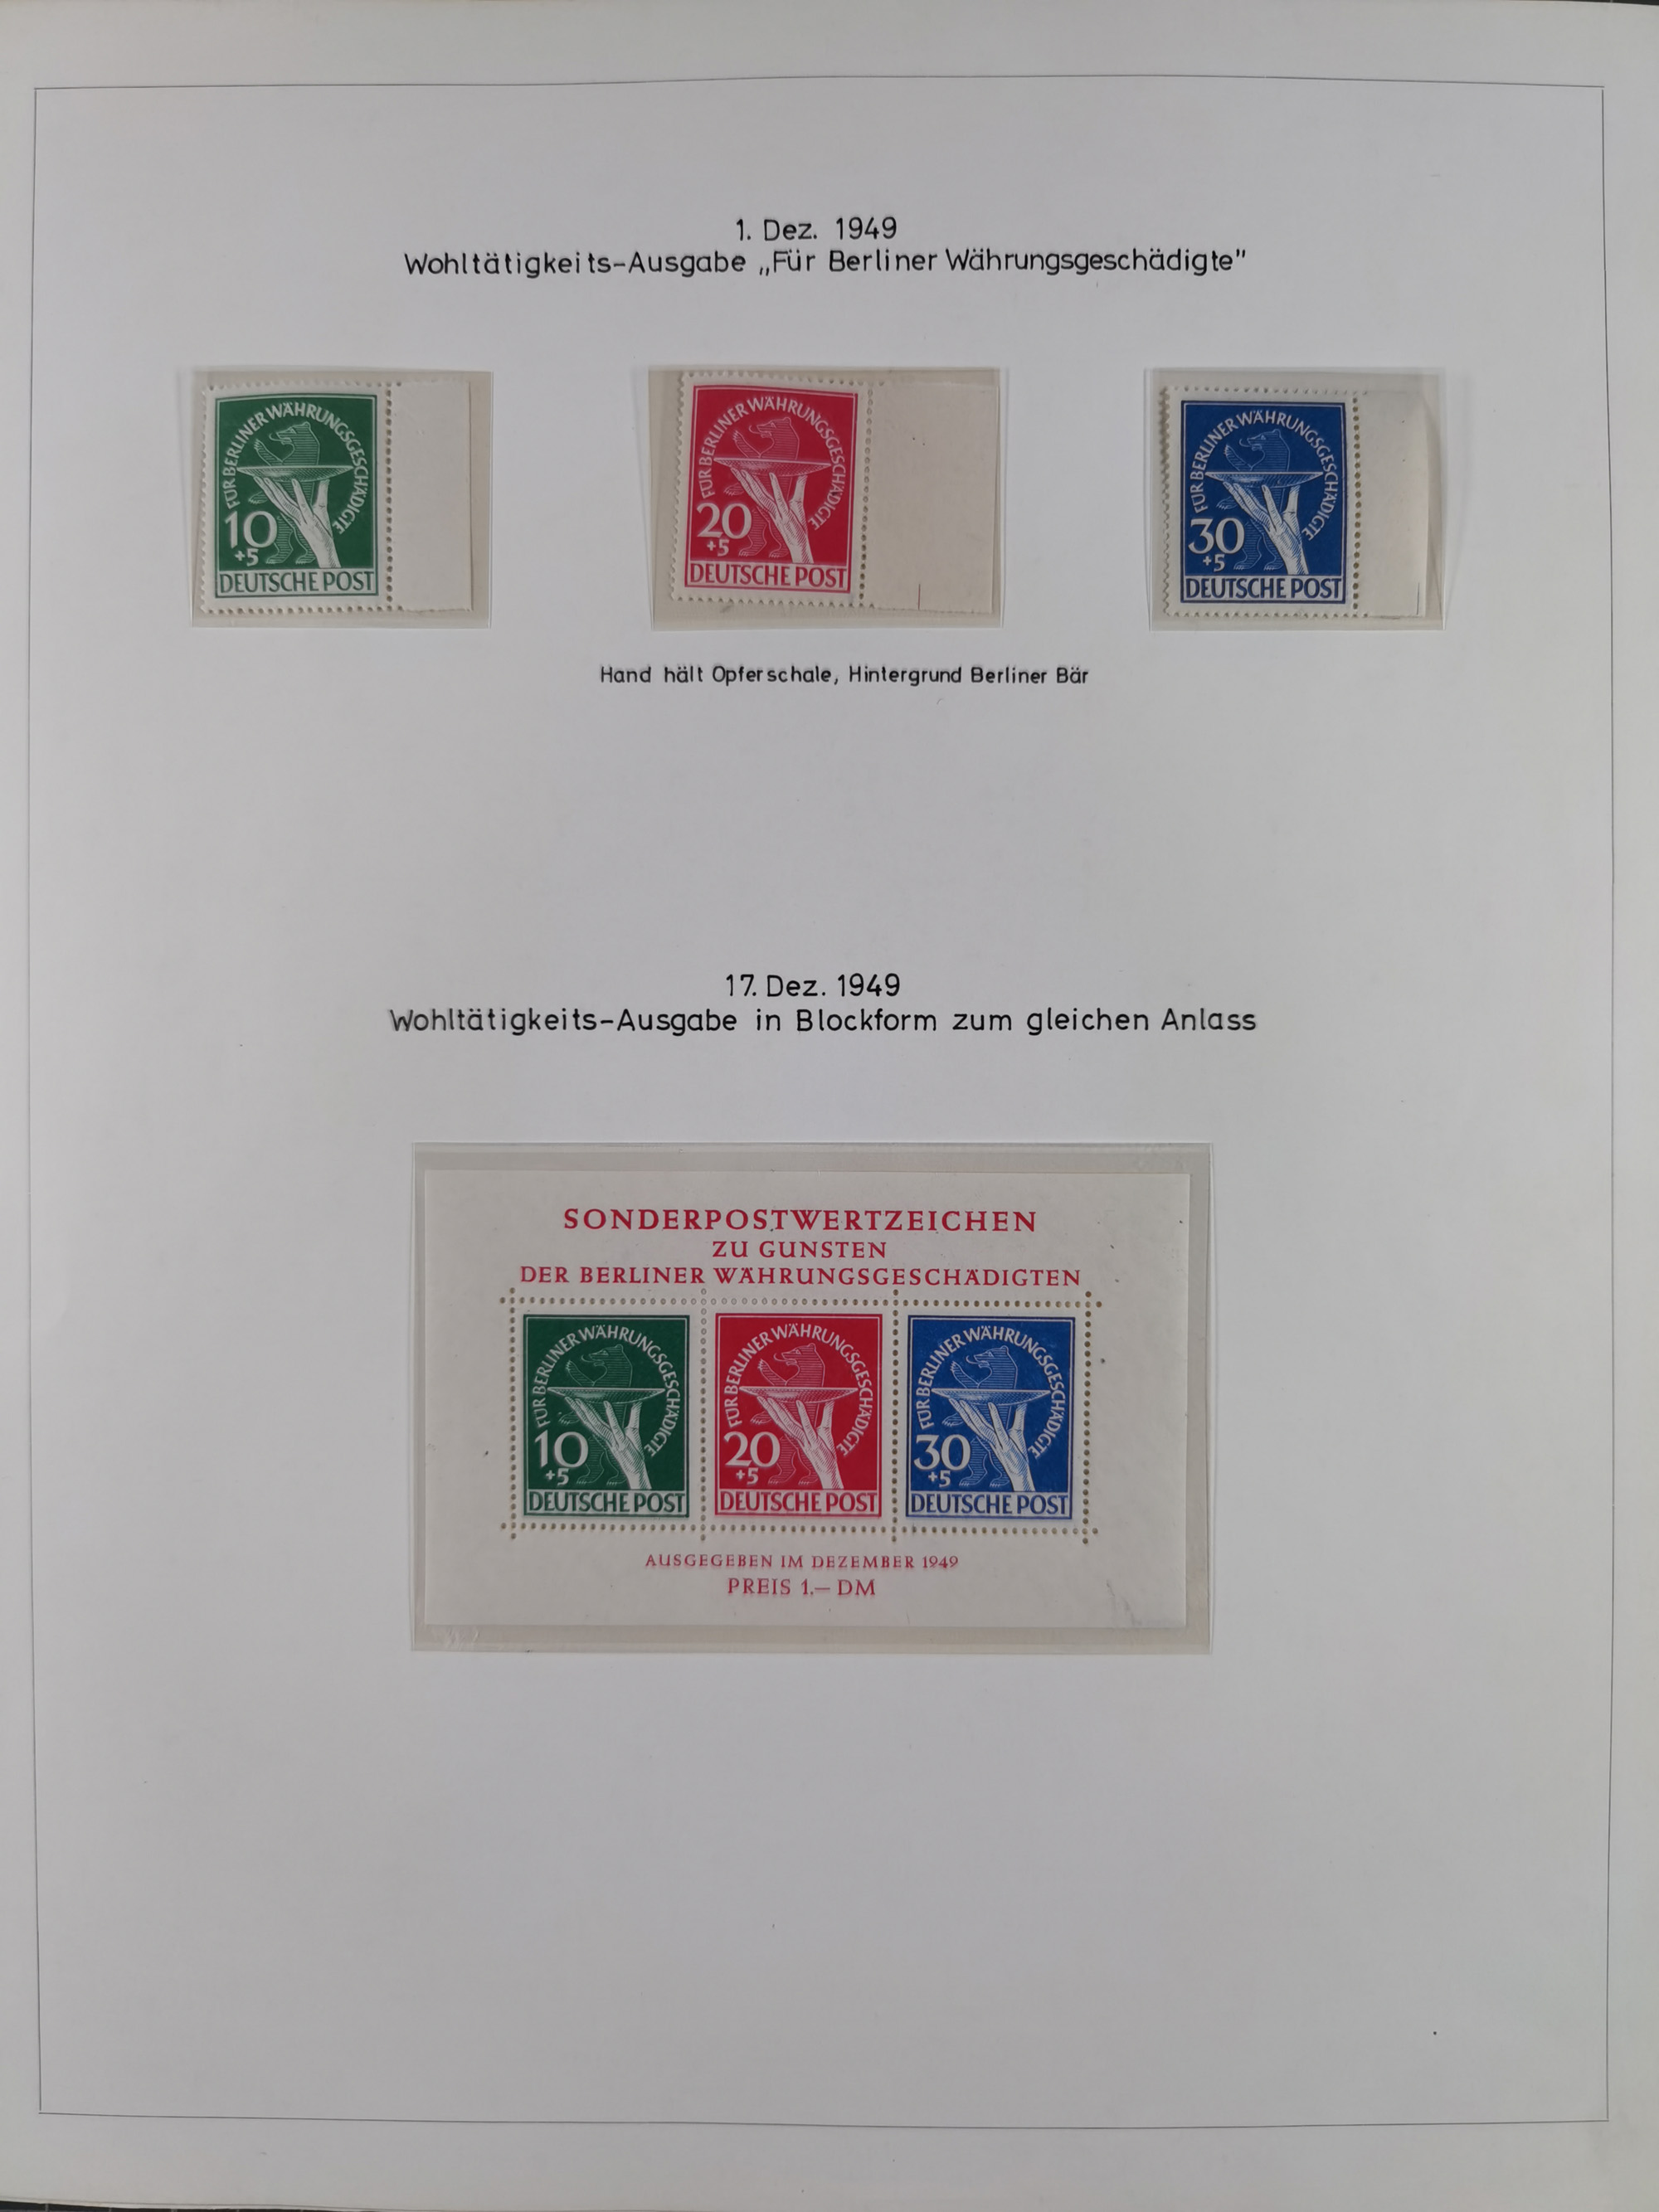 1. Dez. 1949
Wohltätigkeits-Ausgabe „Für Berliner Währungsgeschädigte"
FÜR BERLINER WÄHRUNGSGESCHÄDIGTE
10
+5
DEUTSCHE POST
FÜR BERLINER WÄHRUNGSGESCHÄDIGTE
20
+5
DEUTSCHE POST
FÜR BERLINER WÄHRUNGSGESCHÄDIGTE
30
+5
DEUTSCHE POST
Hand hält Opferschale, Hintergrund Berliner Bär
17. Dez. 1949
Wohltätigkeits-Ausgabe in Blockform zum gleichen Anlass
SONDERPOSTWERTZEICHEN
ZU GUNSTEN
DER BERLINER WÄHRUNGSGESCHÄDIGTEN
FÜR BERLINER WÄHRUNGSGESCHÄDIGTE
10
+5
DEUTSCHE POST
FÜR BERLINER WÄHRUNGSGESCHÄDIGTE
20
+5
DEUTSCHE POST
FÜR BERLINER WÄHRUNGSGESCHÄDIGTE
30
+5
DEUTSCHE POST
AUSGEGEBEN IM DEZEMBER 1949
PREIS 1.— DM